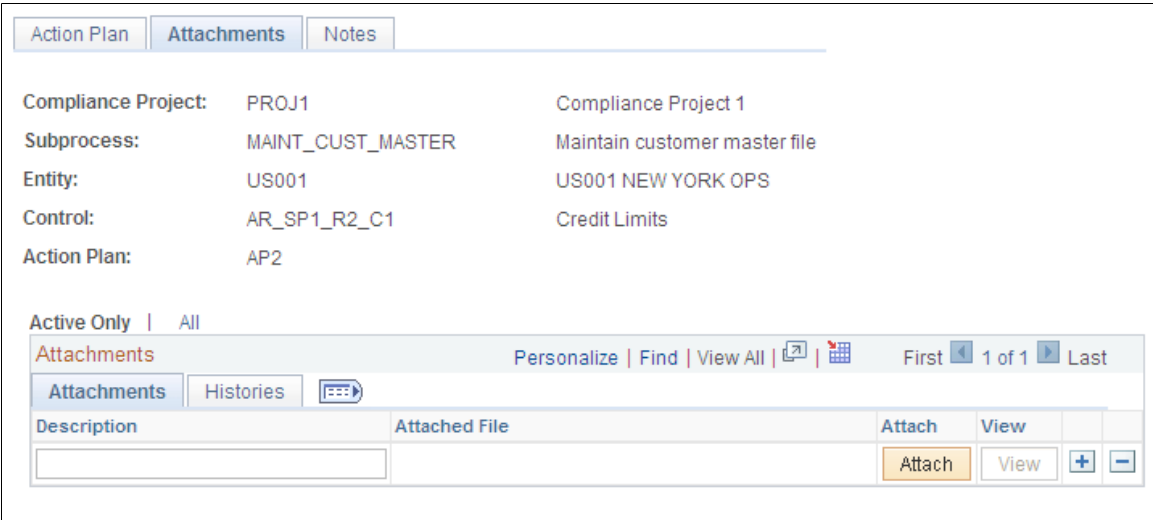 Action Plan Attachments Notes
Compliance Project: PROJ1 Compliance Project 1
Subprocess: MAINT_CUST_MASTER Maintain customer master file
Entity: US001 US001 NEW YORK OPS
Control: AR_SP1_R2_C1 Credit Limits
Action Plan: AP2
Active Only | All
Attachments Personalize | Find | View All | | First 1 of 1 Last
Attachments Histories
Description Attached File Attach View
Attach View